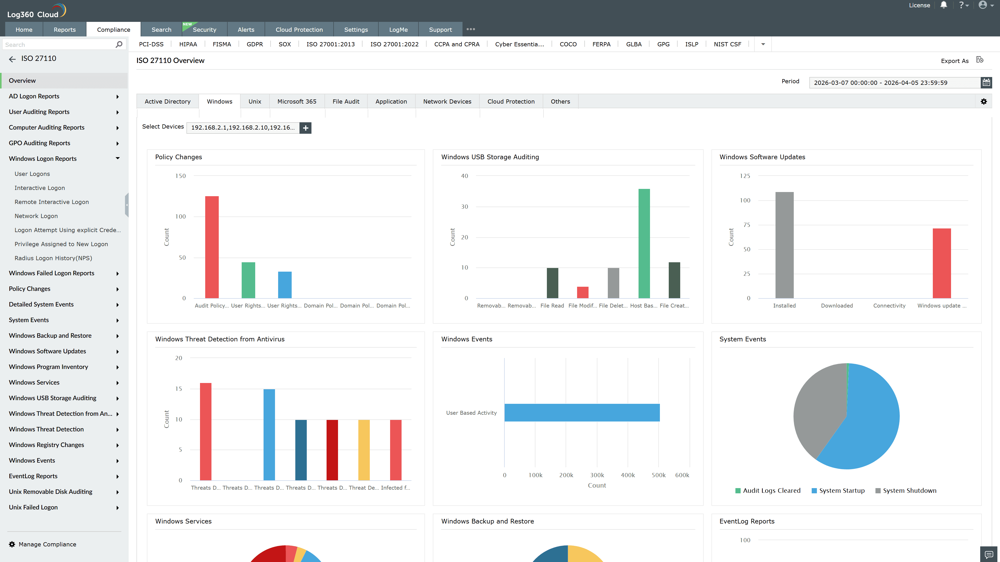 License
?
Log360 Cloud
Home
Reports
Compliance
Search
NEW
Security
Alerts
Cloud Protection
Settings
LogMe
Support
Search
PCI-DSS
HIPAA
FISMA
GDPR
SOX
ISO 27001:2013
ISO 27001:2022
CCPA and CPRA
Cyber Essentia...
COCO
FERPA
GLBA
GPG
ISLP
NIST CSF
ISO 27110
Overview
AD Logon Reports
User Auditing Reports
Computer Auditing Reports
GPO Auditing Reports
Windows Logon Reports
User Logons
Interactive Logon
Remote Interactive Logon
Network Logon
Logon Attempt Using explicit Crede...
Privilege Assigned to New Logon
Radius Logon History(NPS)
Windows Failed Logon Reports
Policy Changes
Detailed System Events
System Events
Windows Backup and Restore
Windows Software Updates
Windows Program Inventory
Windows Services
Windows USB Storage Auditing
Windows Threat Detection from An...
Windows Threat Detection
Windows Registry Changes
Windows Events
EventLog Reports
Unix Removable Disk Auditing
Unix Failed Logon
Manage Compliance
ISO 27110 Overview
Export As
Period
2026-03-07 00:00:00 - 2026-04-05 23:59:59
Active Directory
Windows
Unix
Microsoft 365
File Audit
Application
Network Devices
Cloud Protection
Others
Select Devices
192.168.2.1,192.168.2.10,192.16...
Policy Changes
150
100
50
0
Count
Audit Policy...
User Rights...
User Rights...
Domain Pol...
Domain Pol...
Domain Pol...
Windows USB Storage Auditing
40
30
20
10
0
Count
Removab...
Removab...
File Read
File Modif...
File Delet...
Host Bas...
File Creat...
Windows Software Updates
125
100
75
50
25
0
Count
Installed
Downloaded
Connectivity
Windows update ...
Windows Threat Detection from Antivirus
20
15
10
5
0
Count
Threats D...
Threats D...
Threats D...
Threats D...
Threats D...
Threat De...
Infected f...
Windows Events
User Based Activity
0
100k
200k
300k
400k
500k
600k
Count
System Events
Audit Logs Cleared
System Startup
System Shutdown
Windows Services
Windows Backup and Restore
EventLog Reports
100